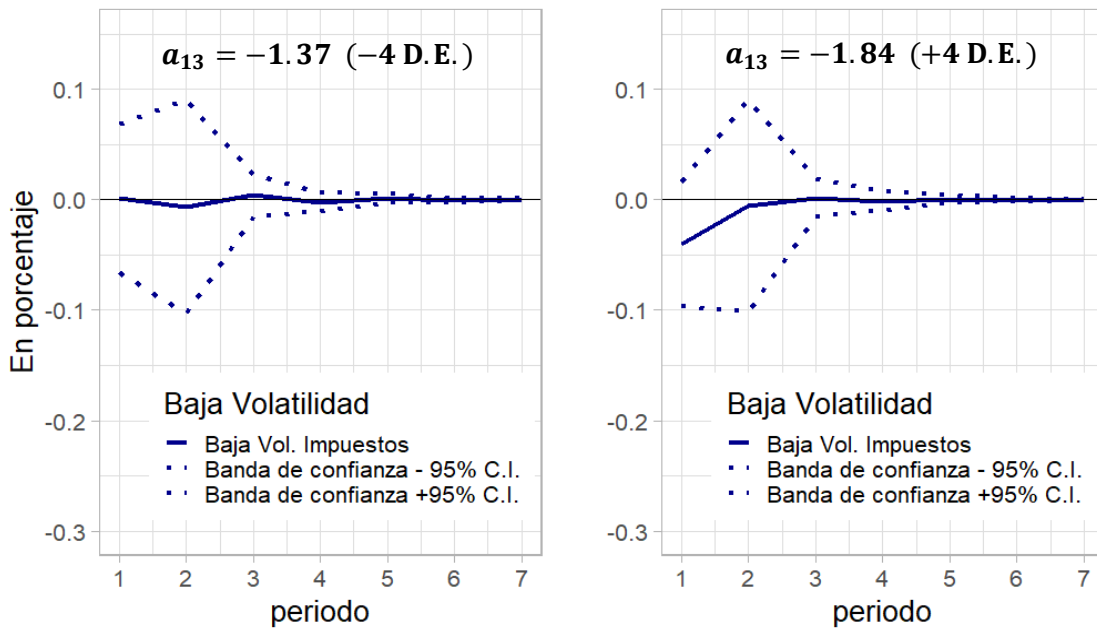 a₁₃ = −1.37 (−4 D.E.)
En porcentaje
0.1
0.0
-0.1
-0.2
-0.3
Baja Volatilidad
Baja Vol. Impuestos
Banda de confianza - 95% C.I.
Banda de confianza +95% C.I.
1 2 3 4 5 6 7
periodo
a₁₃ = −1.84 (+4 D.E.)
0.1
0.0
-0.1
-0.2
-0.3
Baja Volatilidad
Baja Vol. Impuestos
Banda de confianza - 95% C.I.
Banda de confianza +95% C.I.
1 2 3 4 5 6 7
periodo